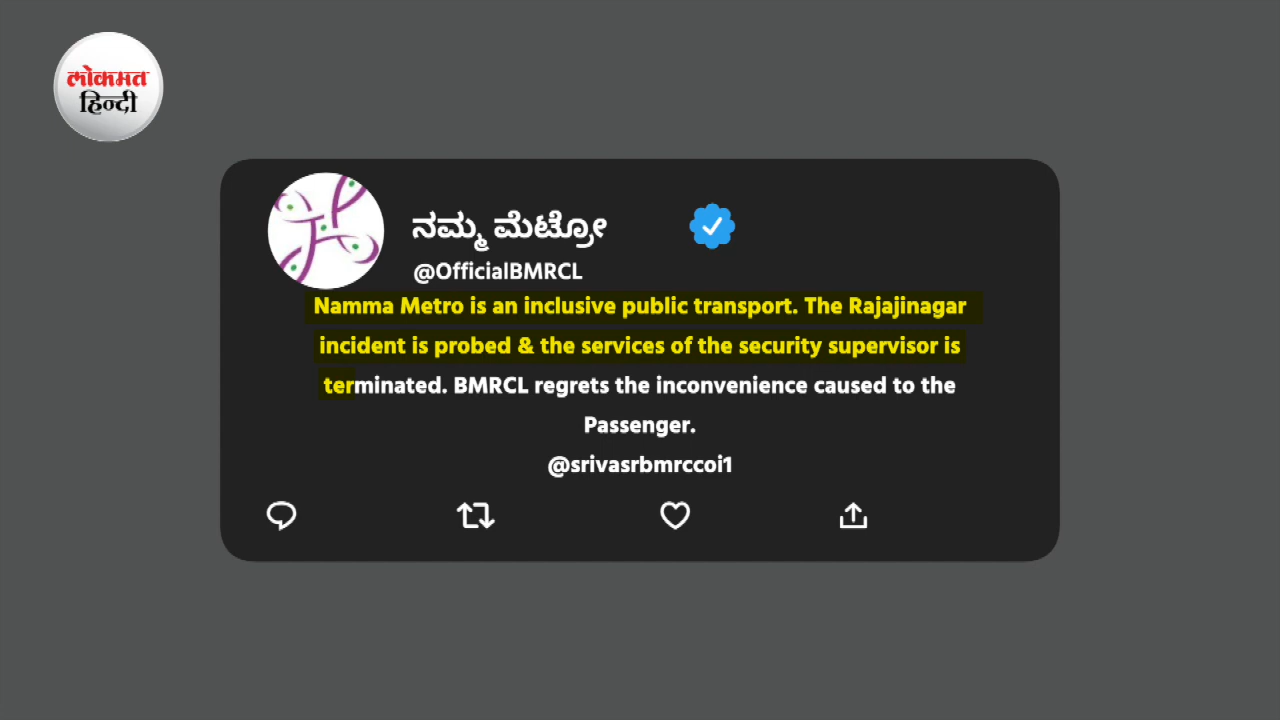 लोकमत
हिन्दी
ನಮ್ಮ ಮೆಟ್ರೋ
@OfficialBMRCL
Namma Metro is an inclusive public transport. The Rajajinagar
incident is probed & the services of the security supervisor is
terminated. BMRCL regrets the inconvenience caused to the
Passenger.
@srivasrbmrccoi1